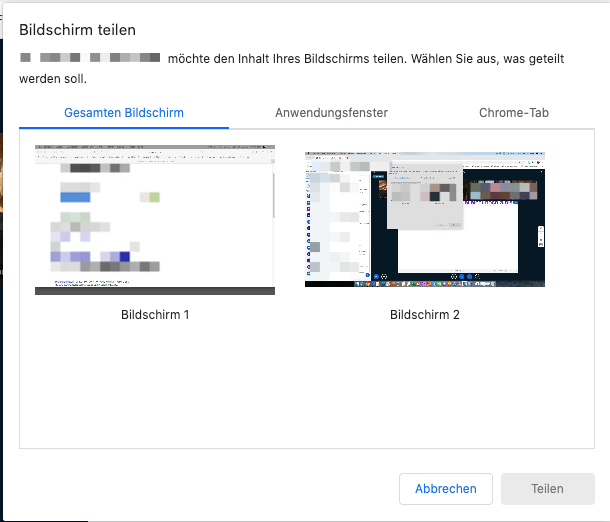 Bildschirm teilen
möchte den Inhalt Ihres Bildschirms teilen. Wählen Sie aus, was geteilt
werden soll.
Gesamten Bildschirm
Anwendungsfenster
Chrome-Tab
Bildschirm 1
Bildschirm 2
Abbrechen
Teilen